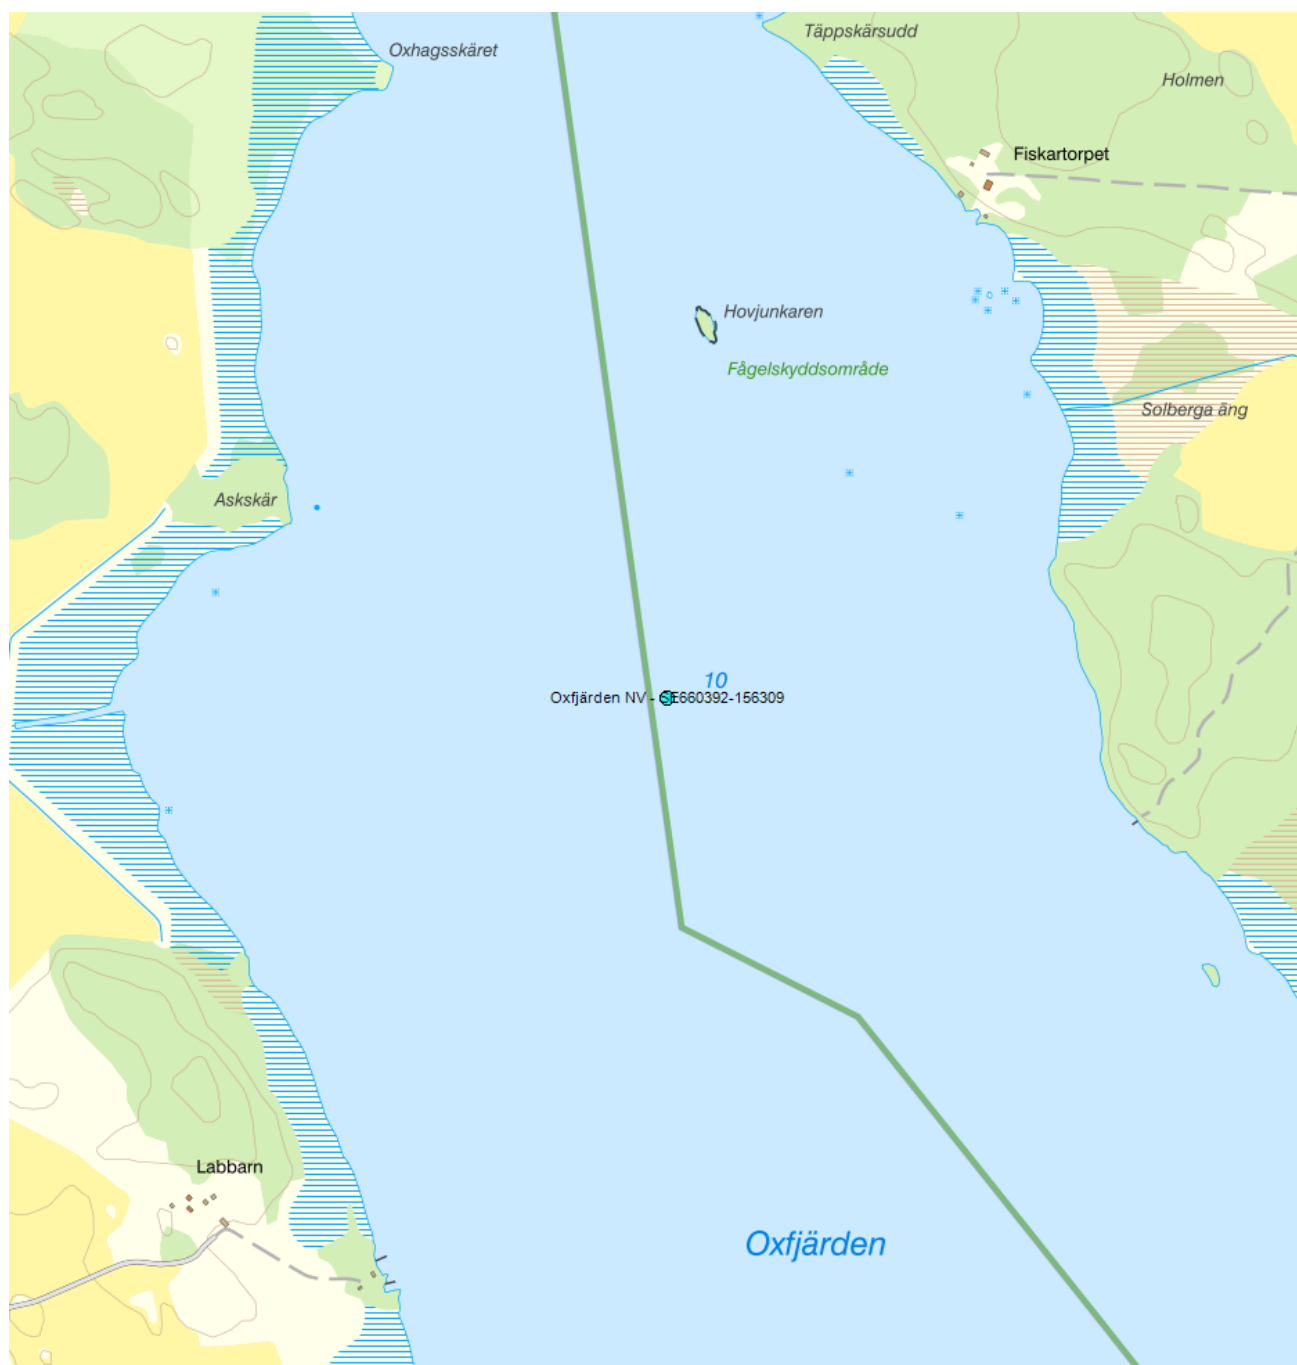 Täppskärsudd
Oxhagsskäret
Holmen
Fiskartorpet
Hovjunkaren
Fågelskyddsområde
Solberga äng
Askskär
10
Oxfjärden NV - SE660392-156309
Labbarn
Oxfjärden